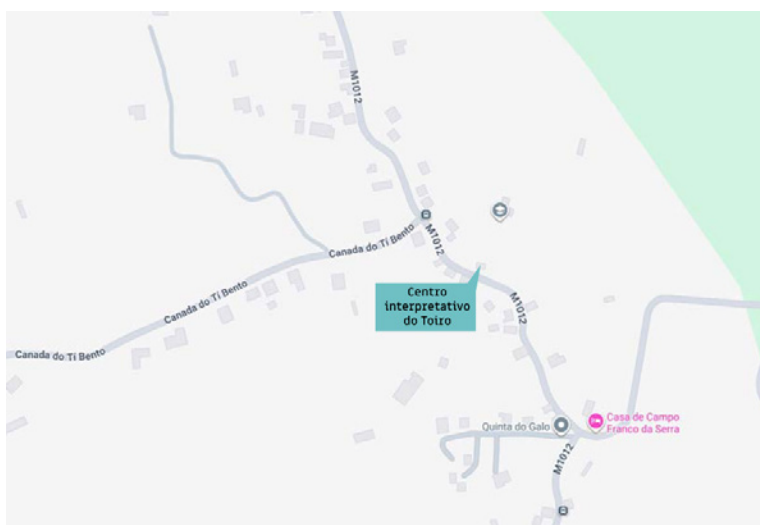 M1012
Canada do Ti Bento
M1012
Canada do Ti Bento
Centro
interpretativo
do Toiro
M1012
Canada do Ti Bento
Quinta do Galo
Casa de Campo
Franco da Serra
M1012